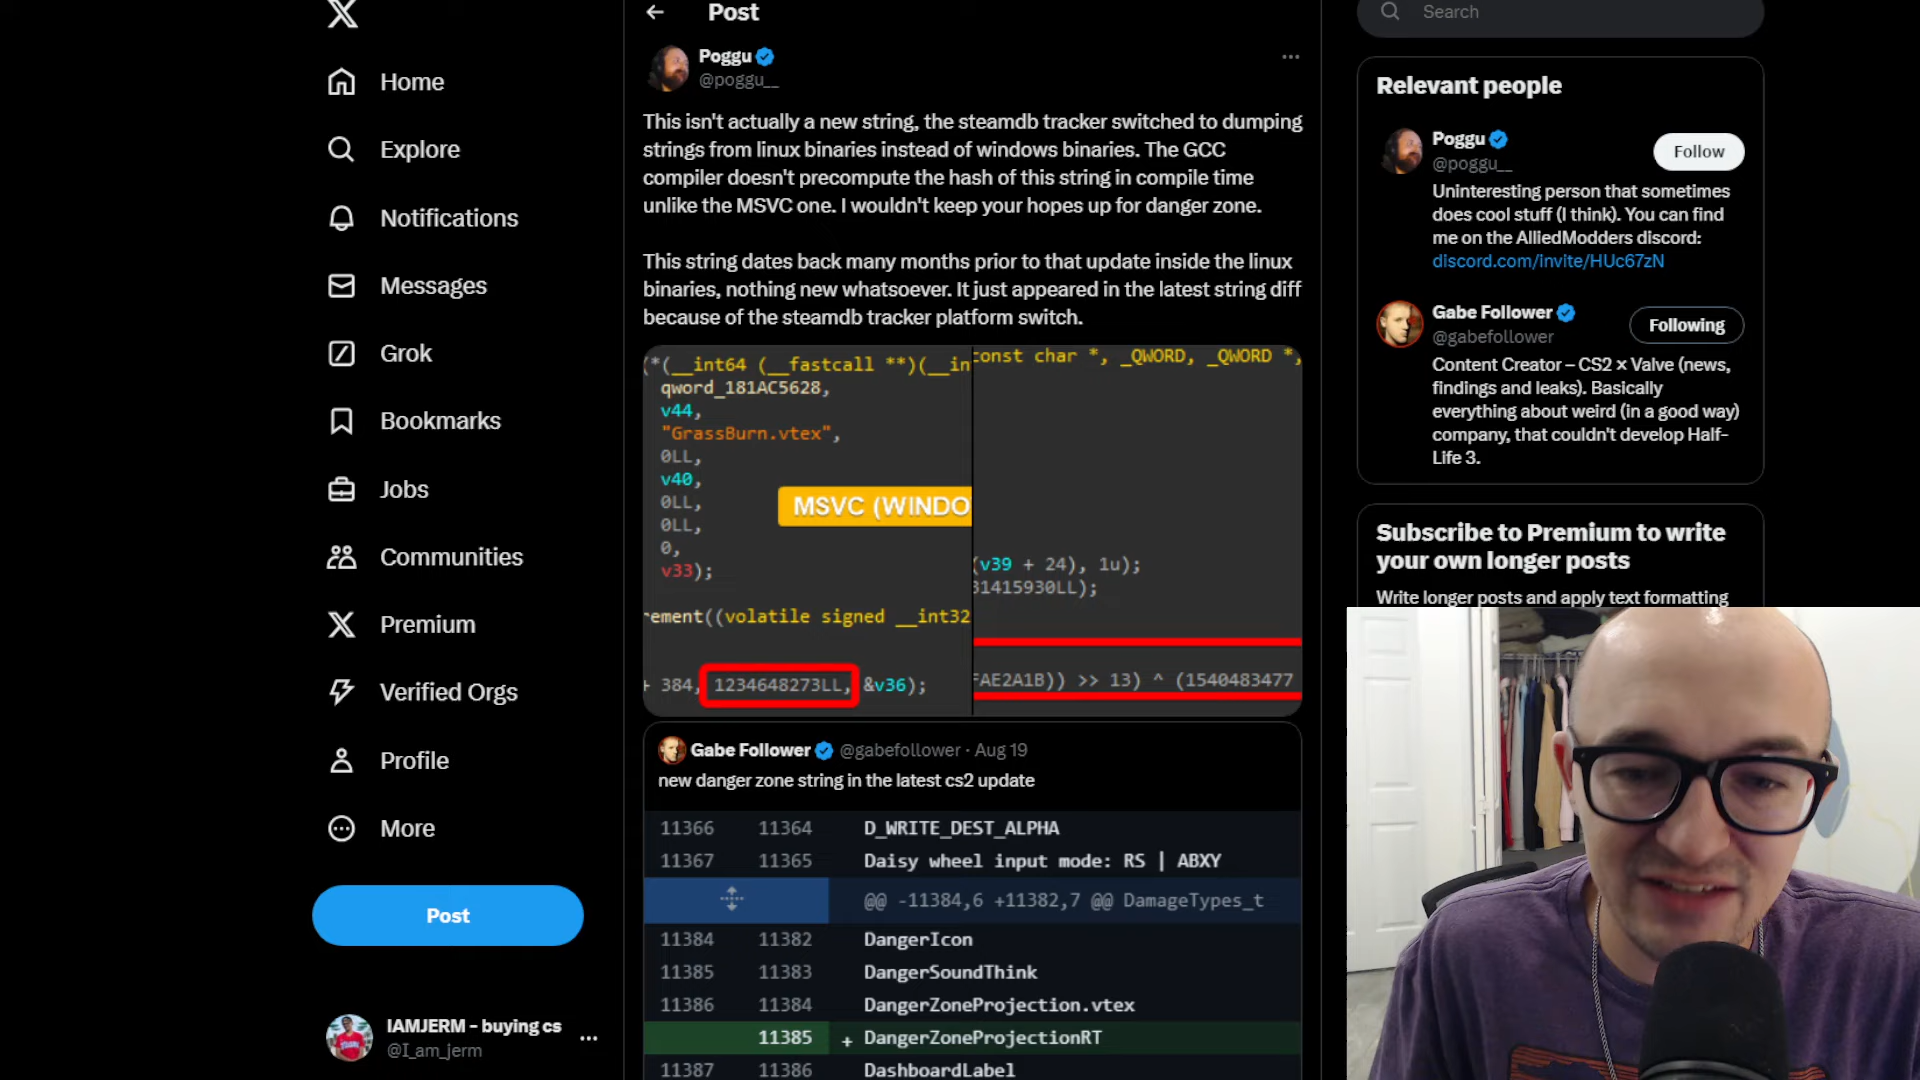 Home
Explore
Notifications
Messages
Grok
Bookmarks
Jobs
Communities
Premium
Verified Orgs
Profile
More
Post
IAMJERM - buying cs
@I_am_jerm
Post
Poggu
@poggu__
This isn't actually a new string, the steamdb tracker switched to dumping
strings from linux binaries instead of windows binaries. The GCC
compiler doesn't precompute the hash of this string in compile time
unlike the MSVC one. I wouldn't keep your hopes up for danger zone.
This string dates back many months prior to that update inside the linux
binaries, nothing new whatsoever. It just appeared in the latest string diff
because of the steamdb tracker platform switch.
(*(__int64 (__fastcall **)(__in
qword_181AC5628,
v44,
"GrassBurn.vtex",
0LL,
v40,
0LL,
0LL,
0,
v33);
MSVC (WINDO
rement((volatile signed __int32
+ 384, 1234648273LL, &v36);
const char *, _QWORD, _QWORD *,
(v39 + 24), 1u);
31415930LL);
FAE2A1B)) >> 13) ^ (1540483477
Gabe Follower @gabefollower · Aug 19
new danger zone string in the latest cs2 update
11366 11364 D_WRITE_DEST_ALPHA
11367 11365 Daisy wheel input mode: RS | ABXY
@@ -11384,6 +11382,7 @@ DamageTypes_t
11384 11382 DangerIcon
11385 11383 DangerSoundThink
11386 11384 DangerZoneProjection.vtex
11385 + DangerZoneProjectionRT
11387 11386 DashboardLabel
Search
Relevant people
Poggu
@poggu__
Follow
Uninteresting person that sometimes
does cool stuff (I think). You can find
me on the AlliedModders discord:
discord.com/invite/HUc67zN
Gabe Follower
@gabefollower
Following
Content Creator – CS2 × Valve (news,
findings and leaks). Basically
everything about weird (in a good way)
company, that couldn't develop Half-
Life 3.
Subscribe to Premium to write
your own longer posts
Write longer posts and apply text formatting